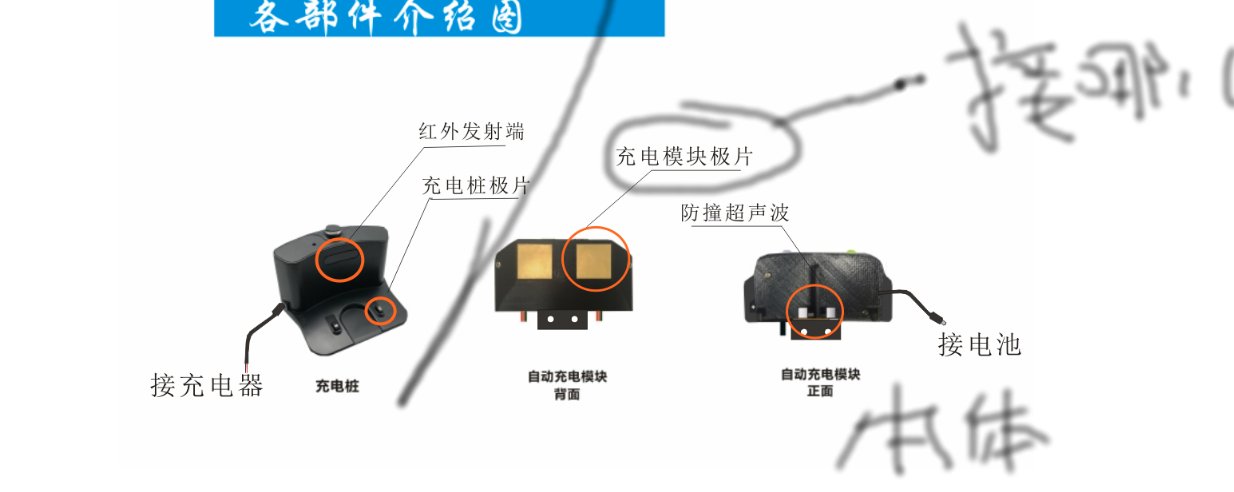 各部件介绍图
接哪
红外发射端
充电模块极片
充电桩极片
防撞超声波
接电池
接充电器
充电桩
自动充电模块
背面
自动充电模块
正面
本体